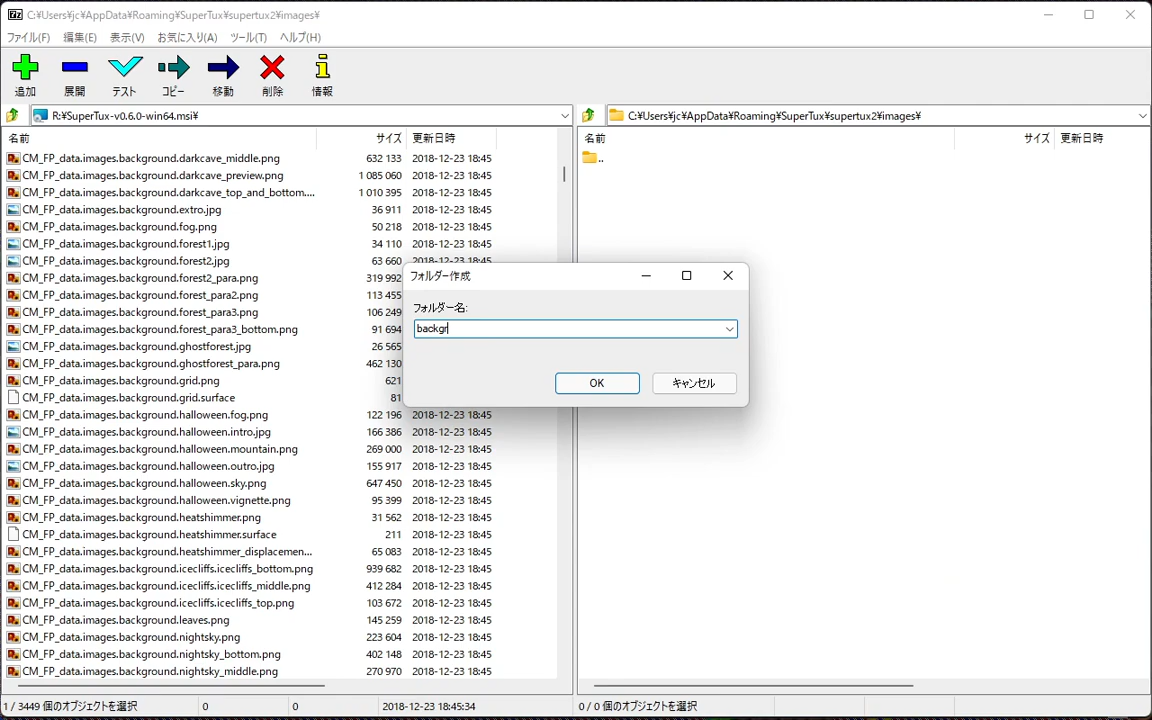 C:¥Users¥jc¥AppData¥Roaming¥SuperTux¥supertux2¥images¥
ファイル(F) 編集(E) 表示(V) お気に入り(A) ツール(T) ヘルプ(H)
追加 展開 テスト コピー 移動 削除 情報
R:¥SuperTux-v0.6.0-win64.msi¥
名前 サイズ 更新日時
CM_FP_data.images.background.darkcave_middle.png 632 133 2018-12-23 18:45
CM_FP_data.images.background.darkcave_preview.png 1 085 060 2018-12-23 18:45
CM_FP_data.images.background.darkcave_top_and_bottom.... 1 010 395 2018-12-23 18:45
CM_FP_data.images.background.extro.jpg 36 911 2018-12-23 18:45
CM_FP_data.images.background.fog.png 50 218 2018-12-23 18:45
CM_FP_data.images.background.forest1.jpg 34 110 2018-12-23 18:45
CM_FP_data.images.background.forest2.jpg 63 660 2018-12-23 18:45
CM_FP_data.images.background.forest2_para.png 319 992
CM_FP_data.images.background.forest_para2.png 113 455
CM_FP_data.images.background.forest_para3.png 106 249
CM_FP_data.images.background.forest_para3_bottom.png 91 694
CM_FP_data.images.background.ghostforest.jpg 26 565
CM_FP_data.images.background.ghostforest_para.png 462 130
CM_FP_data.images.background.grid.png 621
CM_FP_data.images.background.grid.surface 81
CM_FP_data.images.background.halloween.fog.png 122 196 2018-12-23 18:45
CM_FP_data.images.background.halloween.intro.jpg 166 386 2018-12-23 18:45
CM_FP_data.images.background.halloween.mountain.png 269 000 2018-12-23 18:45
CM_FP_data.images.background.halloween.outro.jpg 155 917 2018-12-23 18:45
CM_FP_data.images.background.halloween.sky.png 647 450 2018-12-23 18:45
CM_FP_data.images.background.halloween.vignette.png 95 399 2018-12-23 18:45
CM_FP_data.images.background.heatshimmer.png 31 562 2018-12-23 18:45
CM_FP_data.images.background.heatshimmer.surface 211 2018-12-23 18:45
CM_FP_data.images.background.heatshimmer_displacemen... 65 083 2018-12-23 18:45
CM_FP_data.images.background.icecliffs.icecliffs_bottom.png 939 682 2018-12-23 18:45
CM_FP_data.images.background.icecliffs.icecliffs_middle.png 412 284 2018-12-23 18:45
CM_FP_data.images.background.icecliffs.icecliffs_top.png 103 672 2018-12-23 18:45
CM_FP_data.images.background.leaves.png 145 259 2018-12-23 18:45
CM_FP_data.images.background.nightsky.png 223 604 2018-12-23 18:45
CM_FP_data.images.background.nightsky_bottom.png 402 148 2018-12-23 18:45
CM_FP_data.images.background.nightsky_middle.png 270 970 2018-12-23 18:45
1 / 3449 個のオブジェクトを選択 0 0 2018-12-23 18:45:34
C:¥Users¥jc¥AppData¥Roaming¥SuperTux¥supertux2¥images¥
名前 サイズ 更新日時
..
0 / 0 個のオブジェクトを選択
フォルダー作成
フォルダー名:
backgr
OK キャンセル